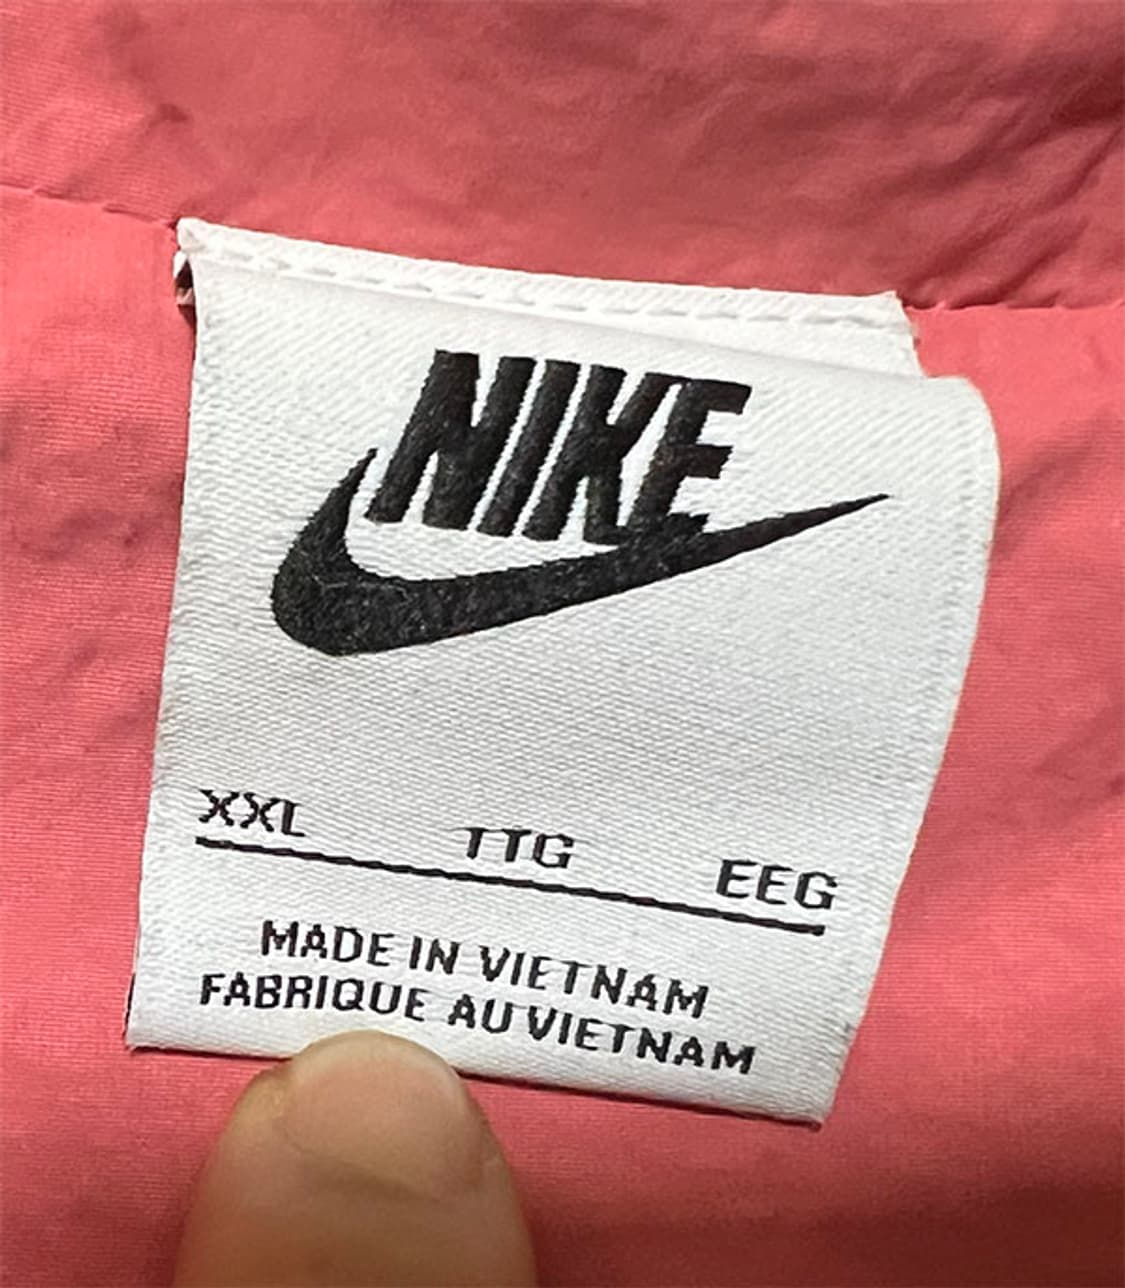 NIKE
XXL TTG EEG
MADE IN VIETNAM
FABRIQUE AU VIETNAM